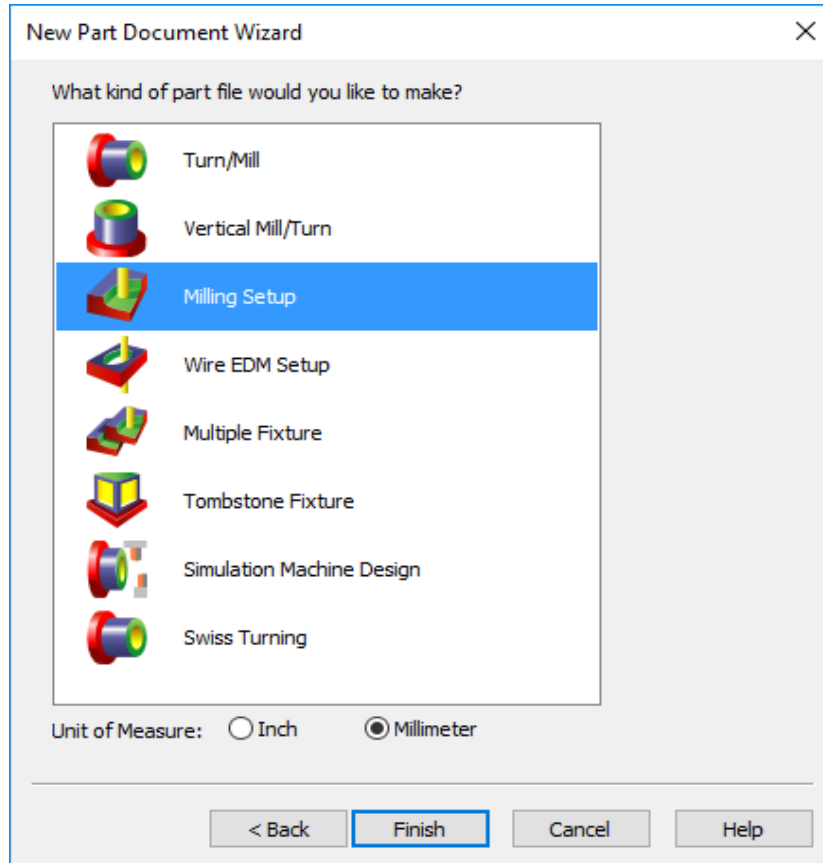 New Part Document Wizard
What kind of part file would you like to make?
Turn/Mill
Vertical Mill/Turn
Milling Setup
Wire EDM Setup
Multiple Fixture
Tombstone Fixture
Simulation Machine Design
Swiss Turning
Unit of Measure: Inch Millimeter
< Back Finish Cancel Help